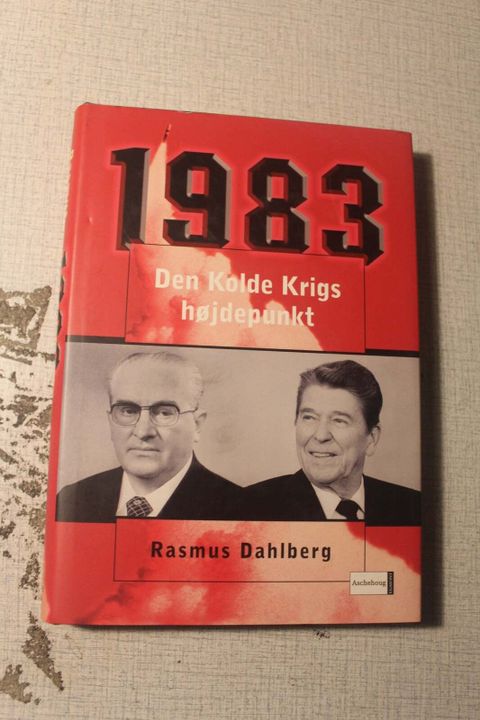 1983
Den Kolde Krigs
højdepunkt
Rasmus Dahlberg
Aschehoug